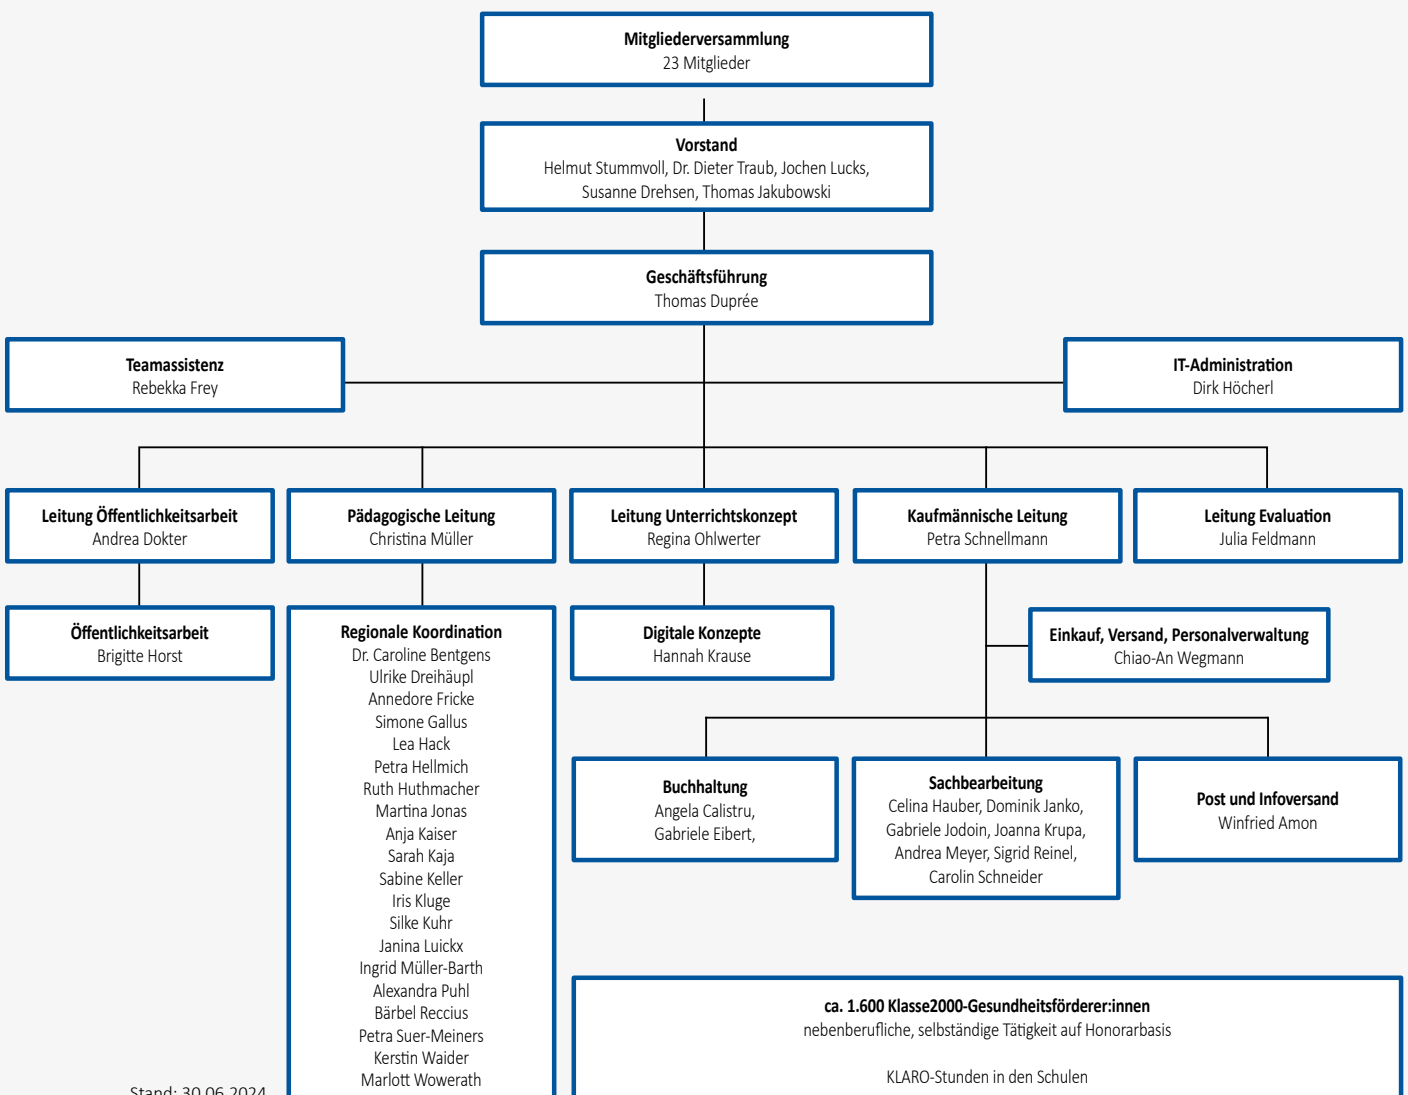 Mitgliederversammlung
23 Mitglieder
Vorstand
Helmut Stummvoll, Dr. Dieter Traub, Jochen Lucks,
Susanne Drehsen, Thomas Jakubowski
Geschäftsführung
Thomas Duprée
Teamassistenz
Rebekka Frey
IT-Administration
Dirk Höcherl
Leitung Öffentlichkeitsarbeit
Andrea Dokter
Pädagogische Leitung
Christina Müller
Leitung Unterrichtskonzept
Regina Ohlwerter
Kaufmännische Leitung
Petra Schnellmann
Leitung Evaluation
Julia Feldmann
Öffentlichkeitsarbeit
Brigitte Horst
Regionale Koordination
Dr. Caroline Bentgens
Ulrike Dreihäupl
Annedore Fricke
Simone Gallus
Lea Hack
Petra Hellmich
Ruth Huthmacher
Martina Jonas
Anja Kaiser
Sarah Kaja
Sabine Keller
Iris Kluge
Silke Kuhr
Janina Luickx
Ingrid Müller-Barth
Alexandra Puhl
Bärbel Reccius
Petra Suer-Meiners
Kerstin Waider
Marlott Wowerath
Digitale Konzepte
Hannah Krause
Einkauf, Versand, Personalverwaltung
Chiao-An Wegmann
Buchhaltung
Angela Calistru,
Gabriele Eibert,
Sachbearbeitung
Celina Hauber, Dominik Janko,
Gabriele Jodoin, Joanna Krupa,
Andrea Meyer, Sigrid Reinel,
Carolin Schneider
Post und Infoversand
Winfried Amon
ca. 1.600 Klasse2000-Gesundheitsförderer:innen
nebenberufliche, selbständige Tätigkeit auf Honorarbasis
KLARO-Stunden in den Schulen
Stand: 30.06.2024